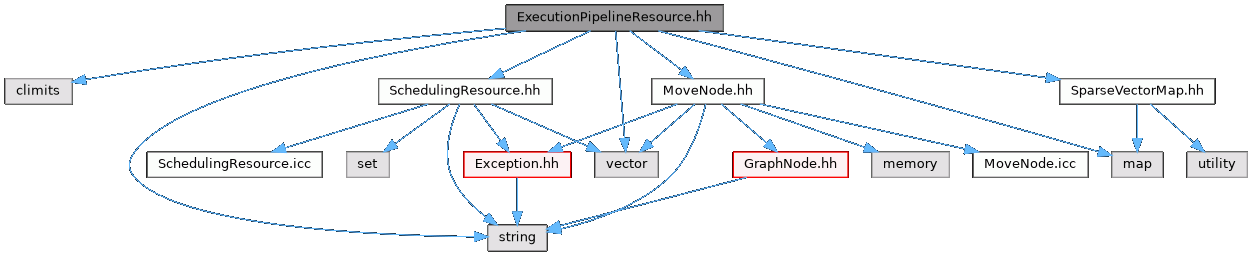 ExecutionPipelineResource.hh
climits
SchedulingResource.hh
MoveNode.hh
SparseVectorMap.hh
SchedulingResource.icc
set
Exception.hh
vector
GraphNode.hh
memory
MoveNode.icc
map
utility
string